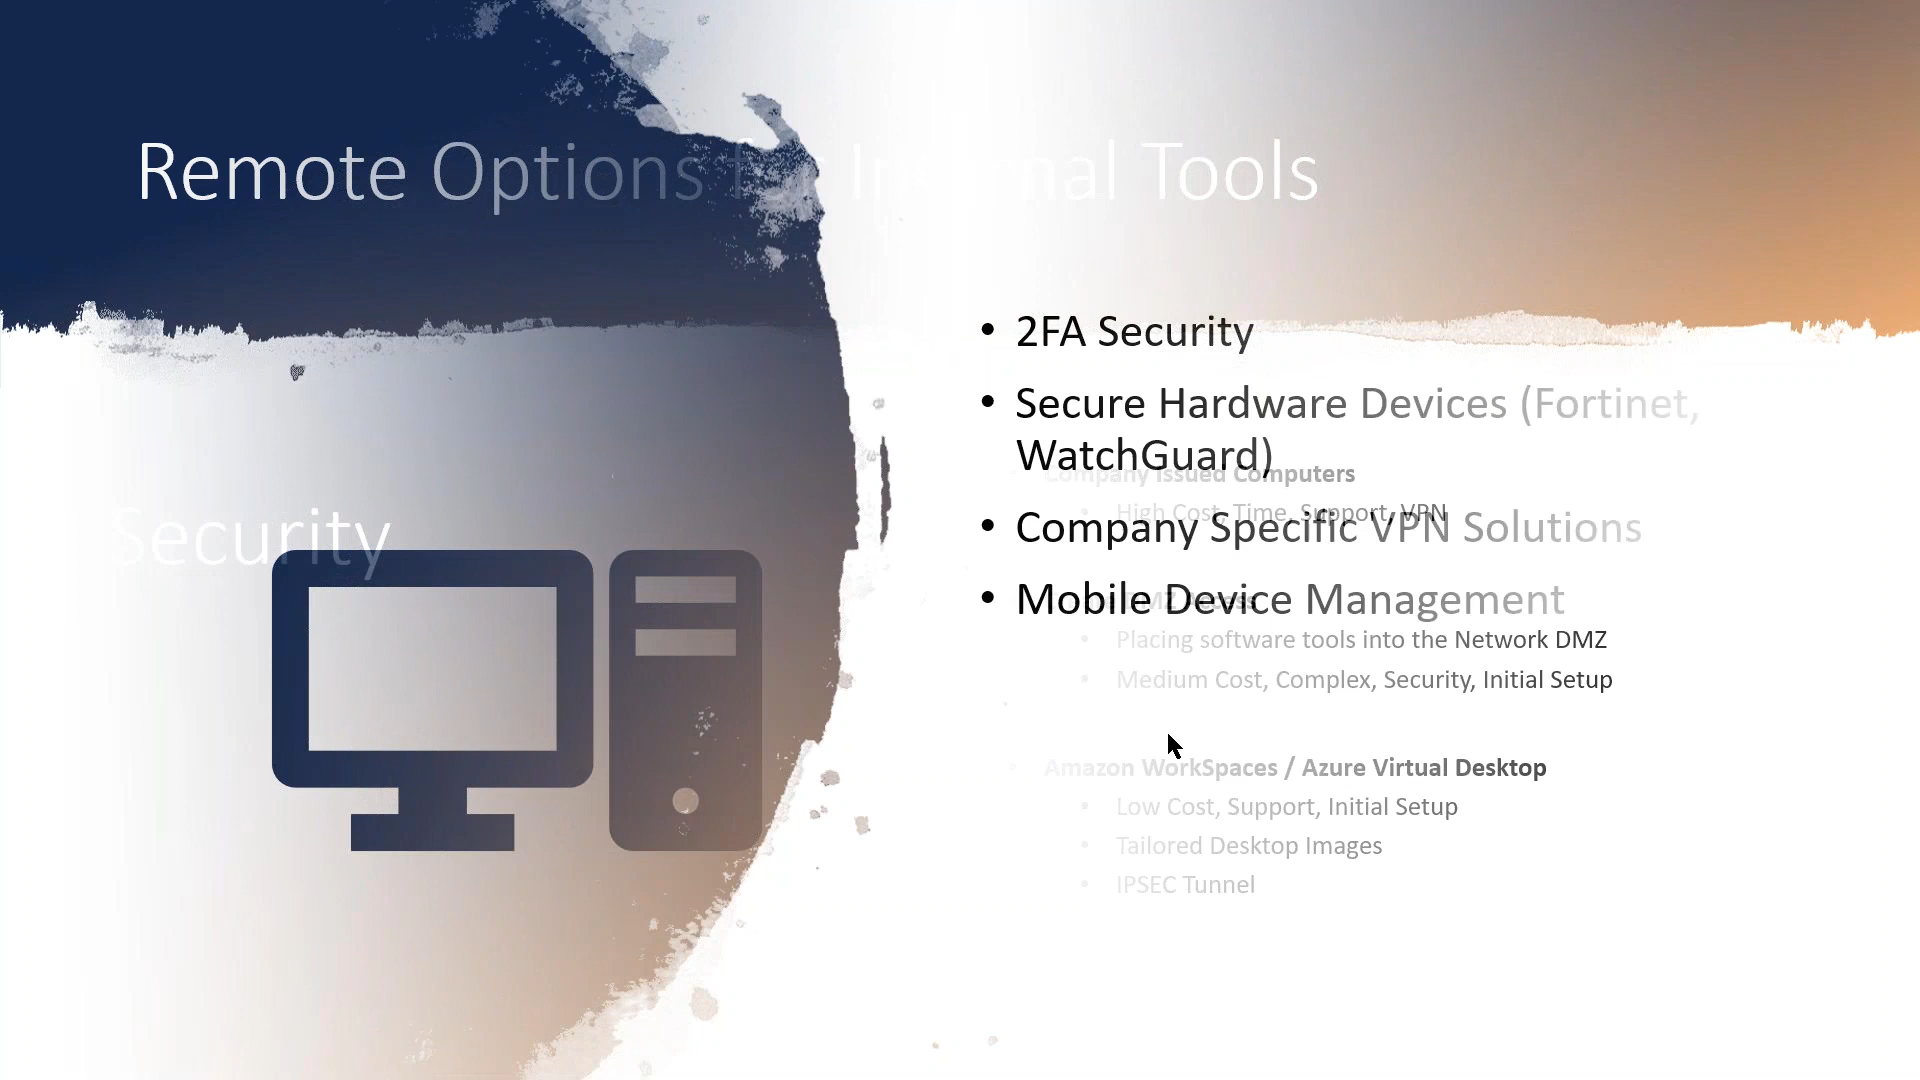 Remote Options for Internal Tools
Security
• 2FA Security
• Secure Hardware Devices (Fortinet,
WatchGuard)
• Company Specific VPN Solutions
• Mobile Device Management
Company Issued Computers
• High Cost, Time, Support, VPN
DMZ Access
• Placing software tools into the Network DMZ
• Medium Cost, Complex, Security, Initial Setup
• Amazon WorkSpaces / Azure Virtual Desktop
• Low Cost, Support, Initial Setup
• Tailored Desktop Images
• IPSEC Tunnel